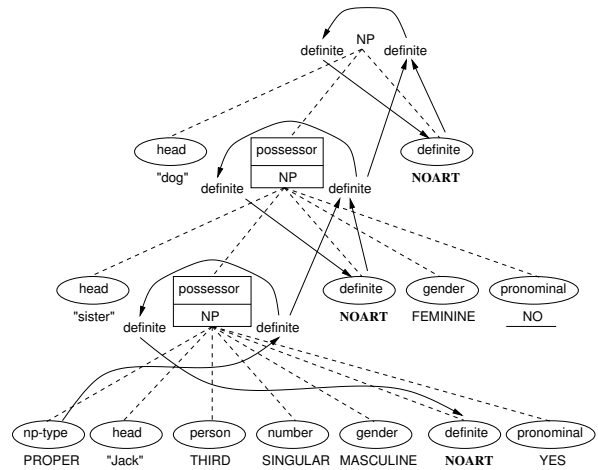 NP
definite definite
head possessor definite
"dog" NP NOART
definite definite
head possessor definite gender pronominal
"sister" NP NOART FEMININE NO
definite definite
np-type head person number gender definite pronominal
PROPER "Jack" THIRD SINGULAR MASCULINE NOART YES